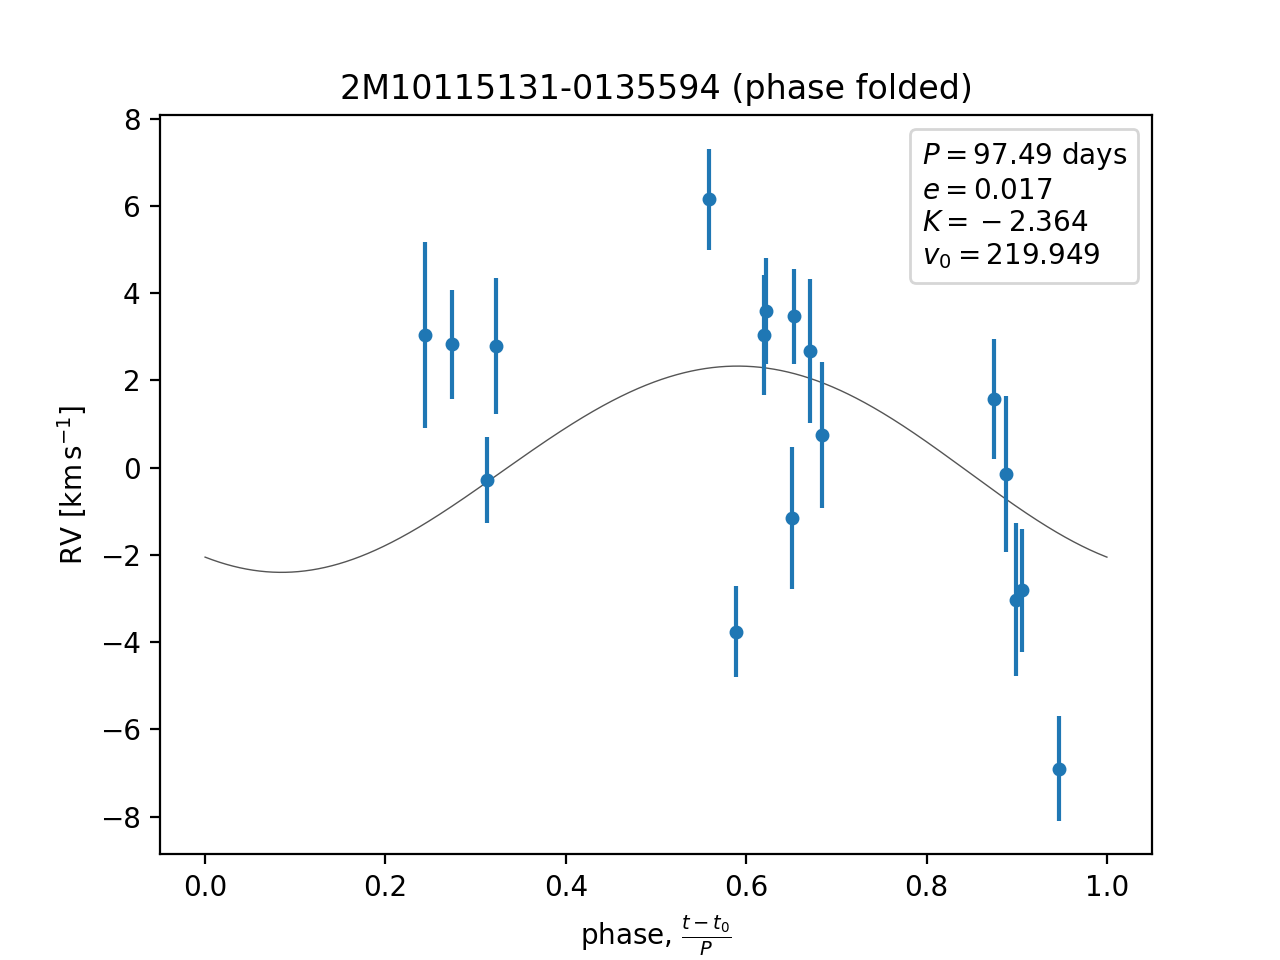 2M10115131-0135594 (phase folded)
P = 97.49 days
e = 0.017
K = −2.364
v₀ = 219.949
8
6
4
2
0
−2
−4
−6
−8
RV [km s⁻¹]
0.0 0.2 0.4 0.6 0.8 1.0
phase, (t − t₀)/P